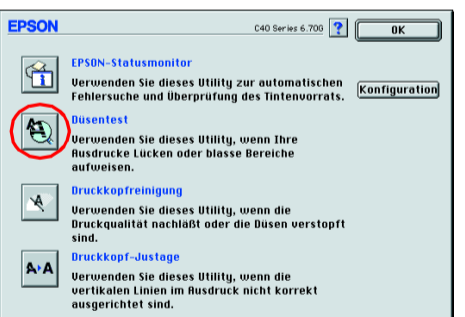 EPSON
C40 Series 6.700
?
OK
EPSON-Statusmonitor
Verwenden Sie dieses Utility zur automatischen
Fehlersuche und Überprüfung des Tintenvorrats.
Konfiguration
Düsentest
Verwenden Sie dieses Utility, wenn Ihre
Ausdrucke Lücken oder blasse Bereiche
aufweisen.
Druckkopfreinigung
Verwenden Sie dieses Utility, wenn die
Druckqualität nachläßt oder die Düsen verstopft
sind.
Druckkopf-Justage
Verwenden Sie dieses Utility, wenn die
vertikalen Linien im Ausdruck nicht korrekt
ausgerichtet sind.